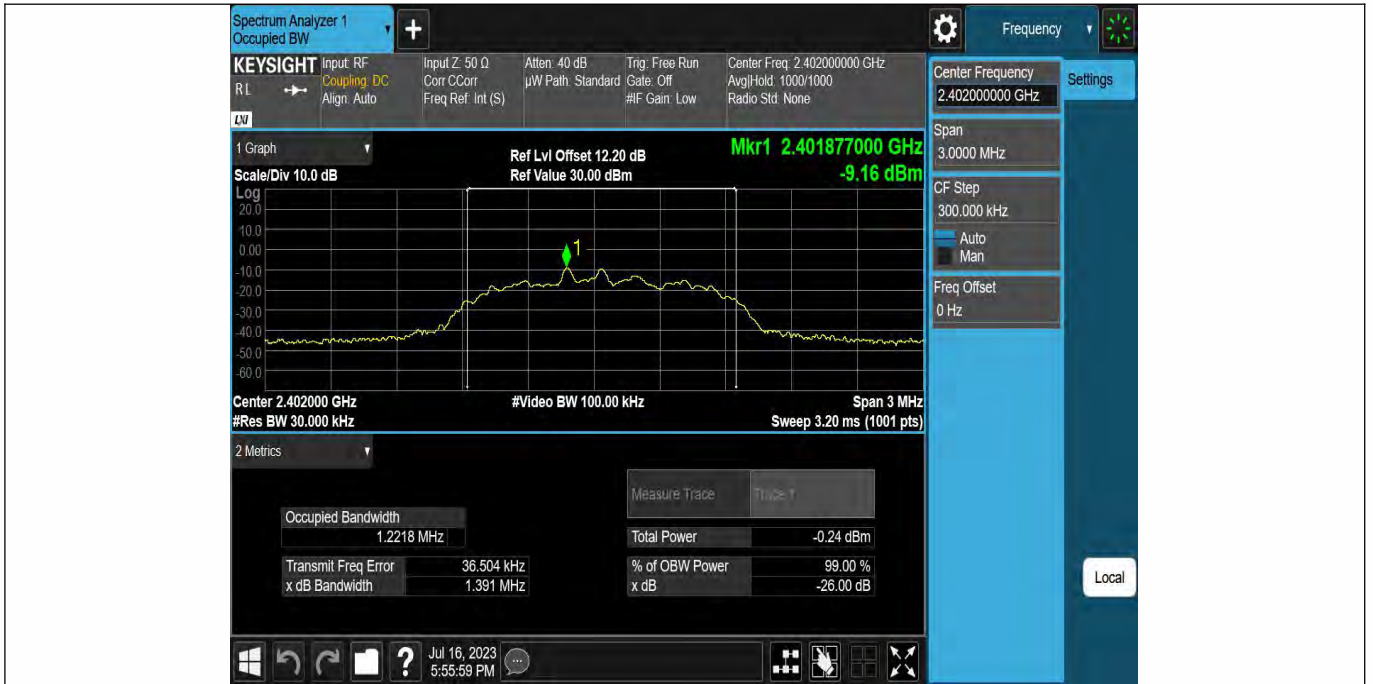 Spectrum Analyzer 1
Occupied BW
+
Frequency
KEYSIGHT
R L
LXI
Input: RF
Coupling: DC
Align: Auto
Input Z: 50 Ω
Corr CCorr
Freq Ref: Int (S)
Atten: 40 dB
µW Path: Standard
Trig: Free Run
Gate: Off
#IF Gain: Low
Center Freq: 2.402000000 GHz
Avg|Hold: 1000/1000
Radio Std: None
Center Frequency
2.402000000 GHz
Settings
Span
3.0000 MHz
CF Step
300.000 kHz
Auto
Man
Freq Offset
0 Hz
Local
1 Graph
Scale/Div 10.0 dB
Ref Lvl Offset 12.20 dB
Ref Value 30.00 dBm
Mkr1 2.401877000 GHz
-9.16 dBm
Log
20.0
10.0
0.00
-10.0
-20.0
-30.0
-40.0
-50.0
-60.0
1
Center 2.402000 GHz
#Res BW 30.000 kHz
#Video BW 100.00 kHz
Span 3 MHz
Sweep 3.20 ms (1001 pts)
2 Metrics
Measure Trace
Trace 1
Occupied Bandwidth
1.2218 MHz
Total Power -0.24 dBm
Transmit Freq Error 36.504 kHz
% of OBW Power 99.00 %
x dB Bandwidth 1.391 MHz
x dB -26.00 dB
?
Jul 16, 2023
5:55:59 PM